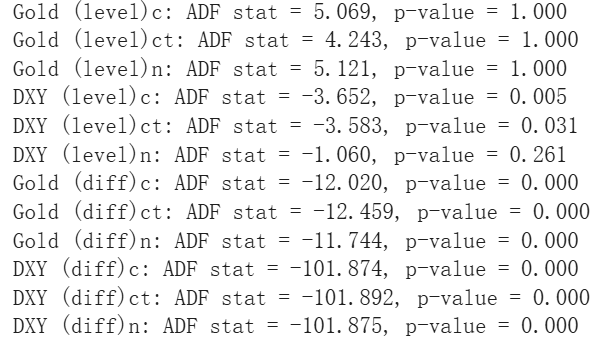 Gold (level)c: ADF stat = 5.069, p-value = 1.000
Gold (level)ct: ADF stat = 4.243, p-value = 1.000
Gold (level)n: ADF stat = 5.121, p-value = 1.000
DXY (level)c: ADF stat = -3.652, p-value = 0.005
DXY (level)ct: ADF stat = -3.583, p-value = 0.031
DXY (level)n: ADF stat = -1.060, p-value = 0.261
Gold (diff)c: ADF stat = -12.020, p-value = 0.000
Gold (diff)ct: ADF stat = -12.459, p-value = 0.000
Gold (diff)n: ADF stat = -11.744, p-value = 0.000
DXY (diff)c: ADF stat = -101.874, p-value = 0.000
DXY (diff)ct: ADF stat = -101.892, p-value = 0.000
DXY (diff)n: ADF stat = -101.875, p-value = 0.000